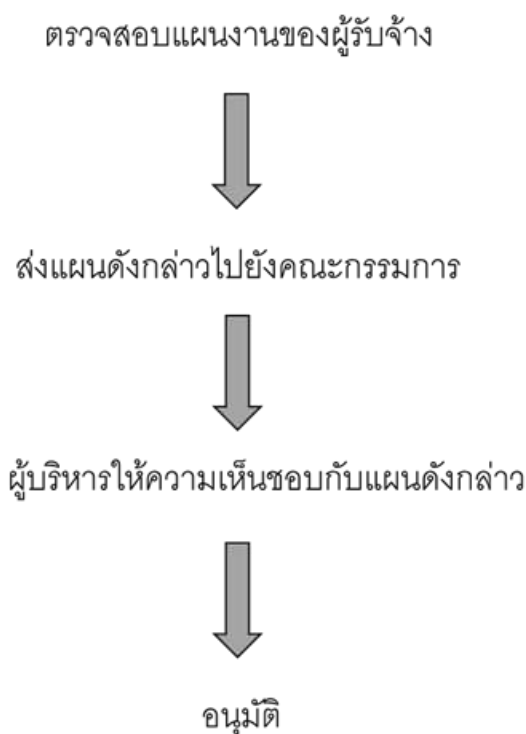 ตรวจสอบแผนงานของผู้รับจ้าง
ส่งแผนดังกล่าวไปยังคณะกรรมการ
ผู้บริหารให้ความเห็นชอบกับแผนดังกล่าว
อนุมัติ